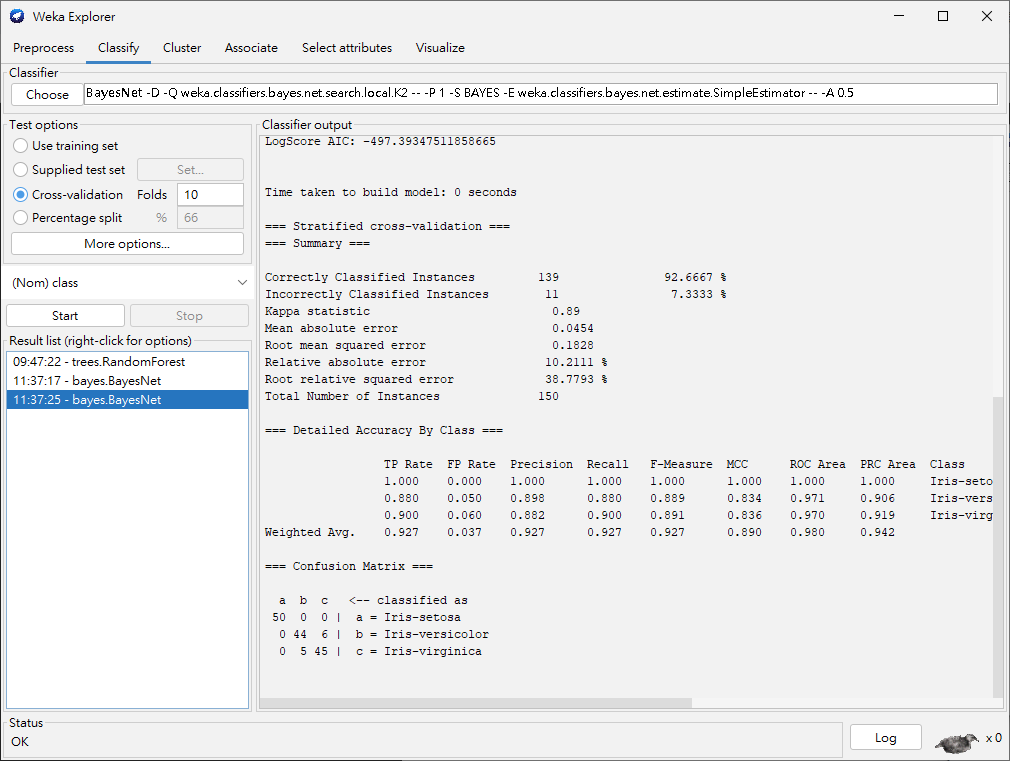 Weka Explorer
Preprocess Classify Cluster Associate Select attributes Visualize
Classifier
Choose BayesNet -D -Q weka.classifiers.bayes.net.search.local.K2 -- -P 1 -S BAYES -E weka.classifiers.bayes.net.estimate.SimpleEstimator -- -A 0.5
Test options
Use training set
Supplied test set Set...
Cross-validation Folds 10
Percentage split % 66
More options...
(Nom) class
Start Stop
Result list (right-click for options)
09:47:22 - trees.RandomForest
11:37:17 - bayes.BayesNet
11:37:25 - bayes.BayesNet
Classifier output
LogScore AIC: -497.39347511858665
Time taken to build model: 0 seconds
=== Stratified cross-validation ===
=== Summary ===
Correctly Classified Instances 139 92.6667 %
Incorrectly Classified Instances 11 7.3333 %
Kappa statistic 0.89
Mean absolute error 0.0454
Root mean squared error 0.1828
Relative absolute error 10.2111 %
Root relative squared error 38.7793 %
Total Number of Instances 150
=== Detailed Accuracy By Class ===
TP Rate FP Rate Precision Recall F-Measure MCC ROC Area PRC Area Class
1.000 0.000 1.000 1.000 1.000 1.000 1.000 1.000 Iris-seto
0.880 0.050 0.898 0.880 0.889 0.834 0.971 0.906 Iris-vers
0.900 0.060 0.882 0.900 0.891 0.836 0.970 0.919 Iris-virg
Weighted Avg. 0.927 0.037 0.927 0.927 0.927 0.890 0.980 0.942
=== Confusion Matrix ===
a b c <-- classified as
50 0 0 | a = Iris-setosa
0 44 6 | b = Iris-versicolor
0 5 45 | c = Iris-virginica
Status
OK
Log
x 0